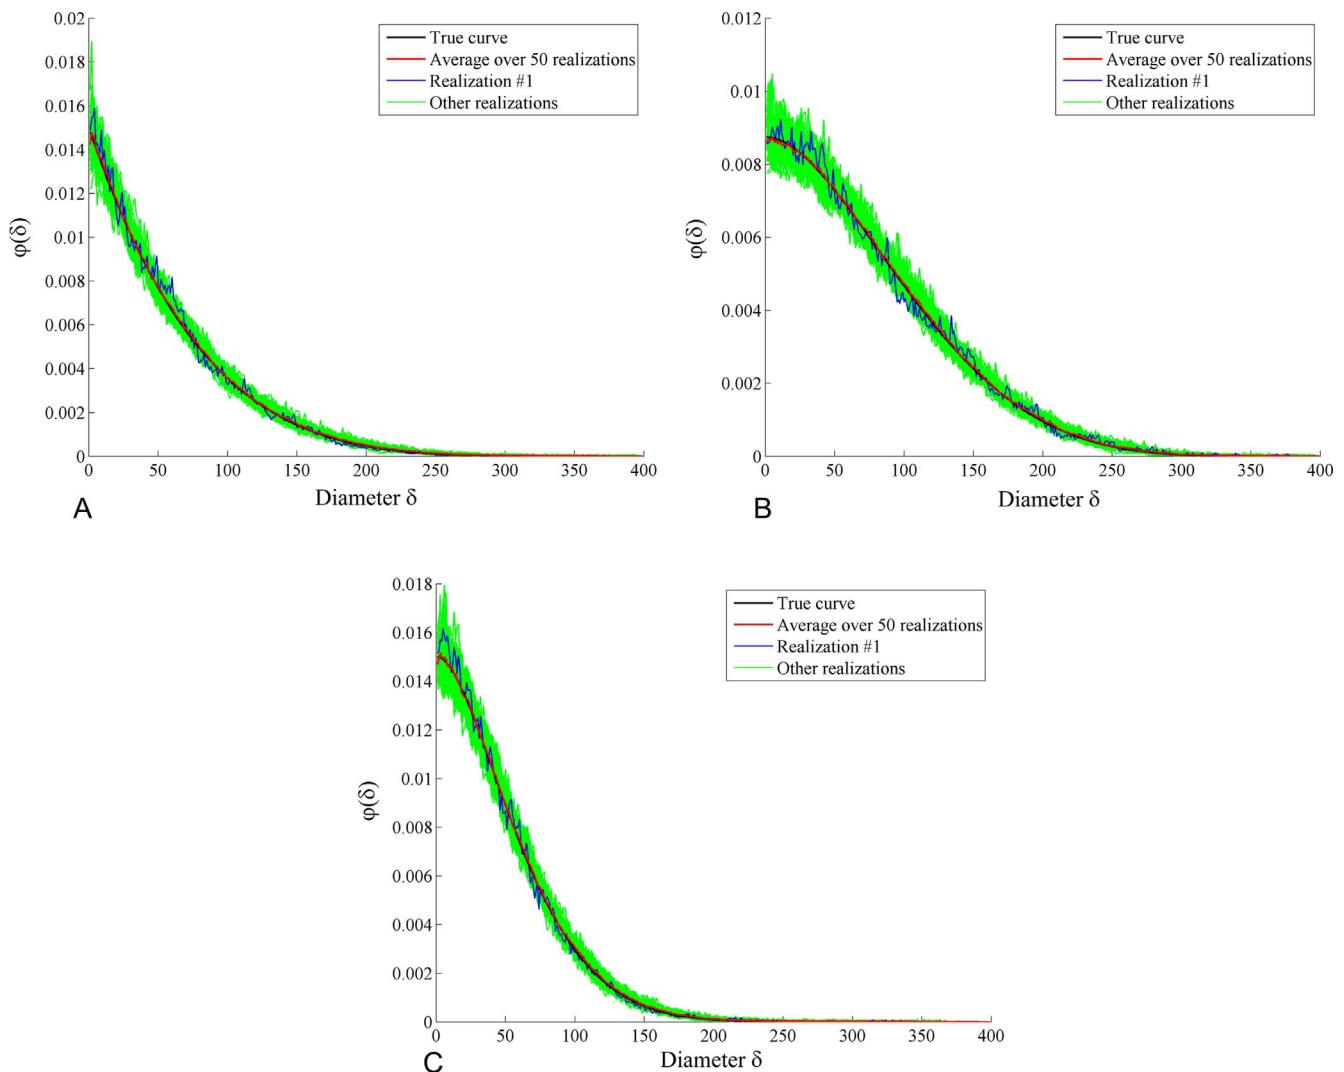 0.02
0.018
0.016
0.014
0.012
0.01
0.008
0.006
0.004
0.002
0
φ(δ)
True curve
Average over 50 realizations
Realization #1
Other realizations
0 50 100 150 200 250 300 350 400
Diameter δ
A
0.012
0.01
0.008
0.006
0.004
0.002
0
φ(δ)
True curve
Average over 50 realizations
Realization #1
Other realizations
0 50 100 150 200 250 300 350 400
Diameter δ
B
0.018
0.016
0.014
0.012
0.01
0.008
0.006
0.004
0.002
0
φ(δ)
True curve
Average over 50 realizations
Realization #1
Other realizations
0 50 100 150 200 250 300 350 400
Diameter δ
C